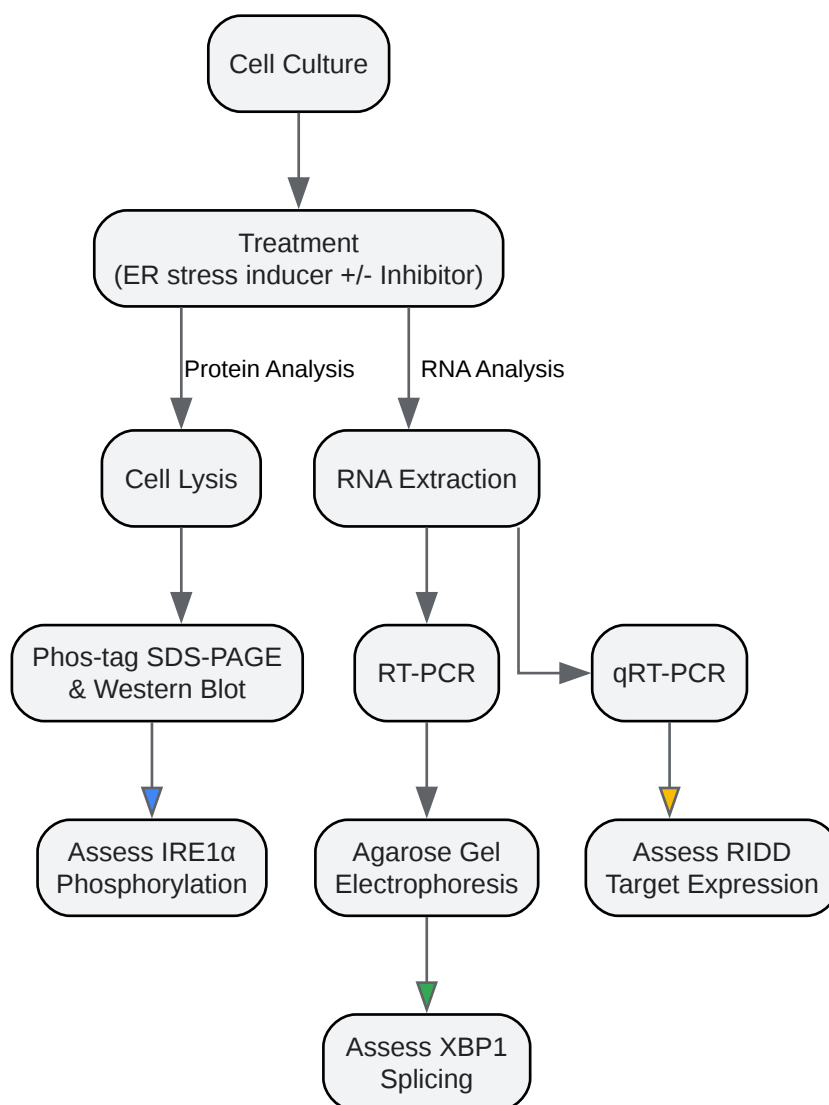 Cell Culture
Treatment
(ER stress inducer +/- Inhibitor)
Protein Analysis
RNA Analysis
Cell Lysis
RNA Extraction
Phos-tag SDS-PAGE
& Western Blot
RT-PCR
qRT-PCR
Assess IRE1α
Phosphorylation
Agarose Gel
Electrophoresis
Assess RIDD
Target Expression
Assess XBP1
Splicing